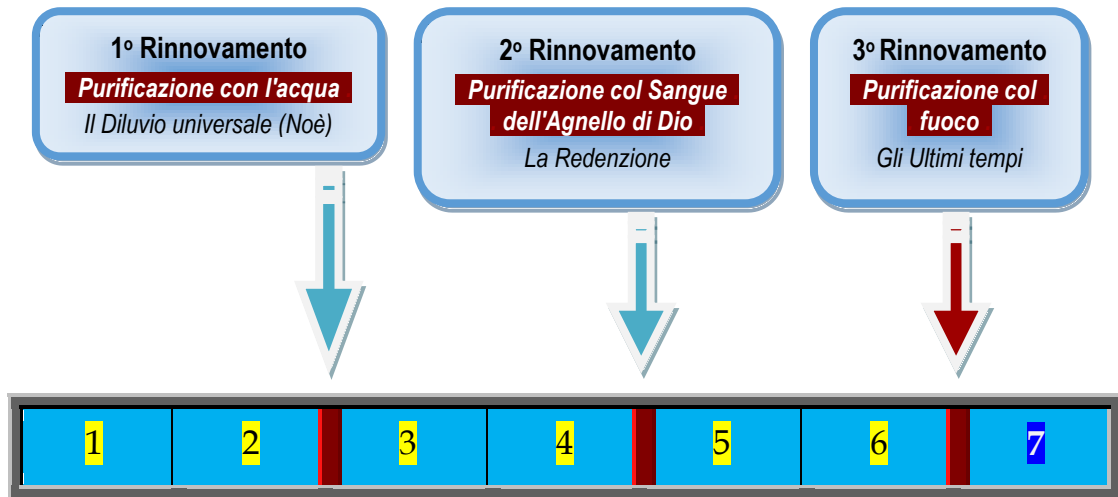 1º Rinnovamento
Purificazione con l'acqua
Il Diluvio universale (Noè)
2º Rinnovamento
Purificazione col Sangue
dell'Agnello di Dio
La Redenzione
3º Rinnovamento
Purificazione col
fuoco
Gli Ultimi tempi
1 2 3 4 5 6 7